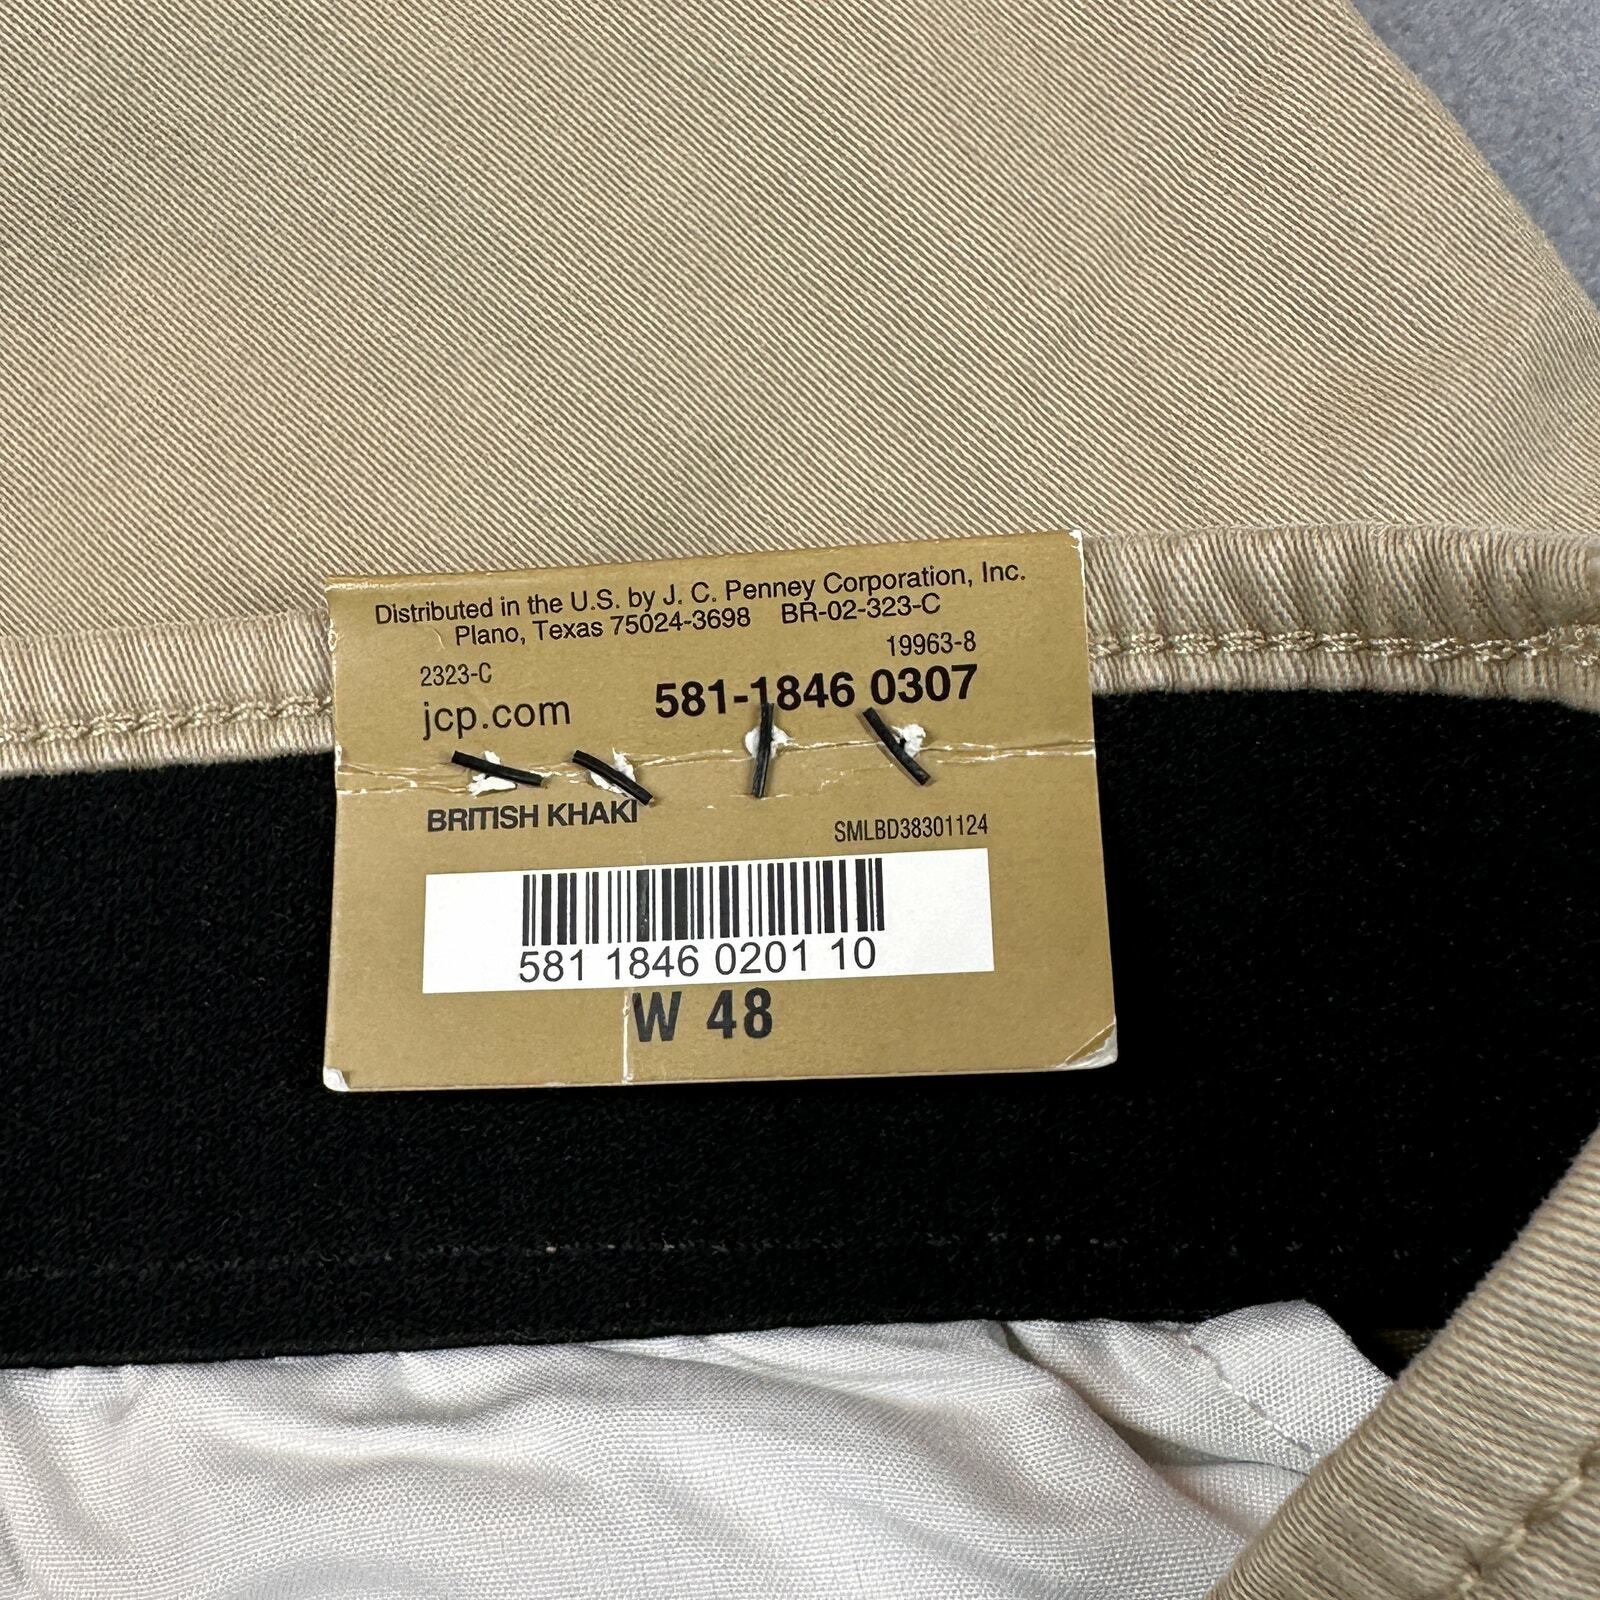 Distributed in the U.S. by J. C. Penney Corporation, Inc.
Plano, Texas 75024-3698 BR-02-323-C
2323-C 19963-8
jcp.com 581-1846 0307
BRITISH KHAKI SMLBD38301124
581 1846 0201 10
W 48